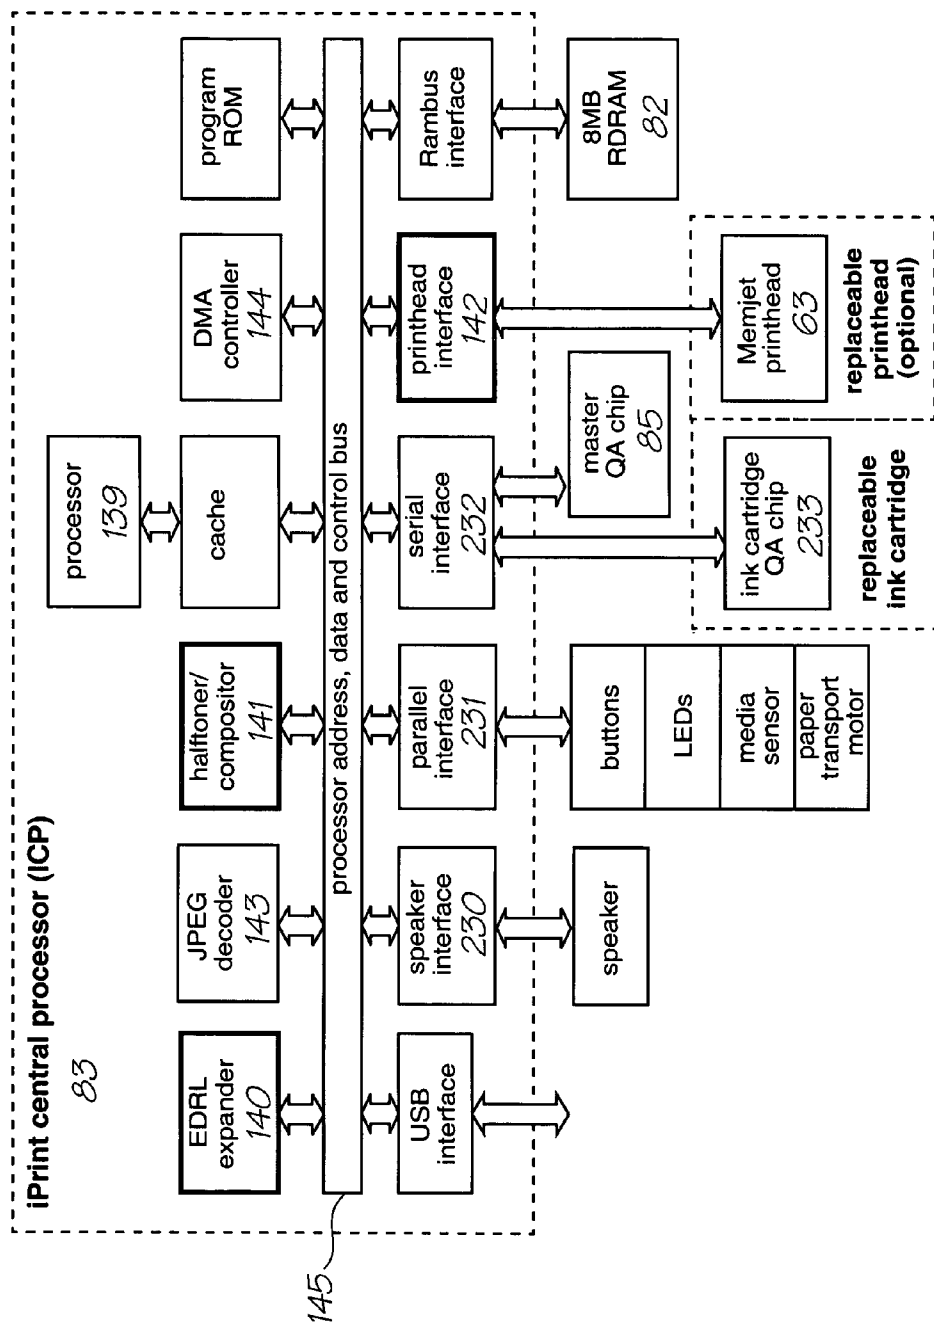 iPrint central processor (ICP)
83
processor
139
EDRL
expander
140
JPEG
decoder
143
halftoner/
compositor
141
cache
DMA
controller
144
program
ROM
145
processor address, data and control bus
USB
interface
speaker
interface
230
parallel
interface
231
serial
interface
232
printhead
interface
142
Rambus
interface
speaker
buttons
LEDs
media
sensor
paper
transport
motor
master
QA chip
85
8MB
RDRAM
82
ink cartridge
QA chip
233
replaceable
ink cartridge
Memjet
printhead
63
replaceable
printhead
(optional)